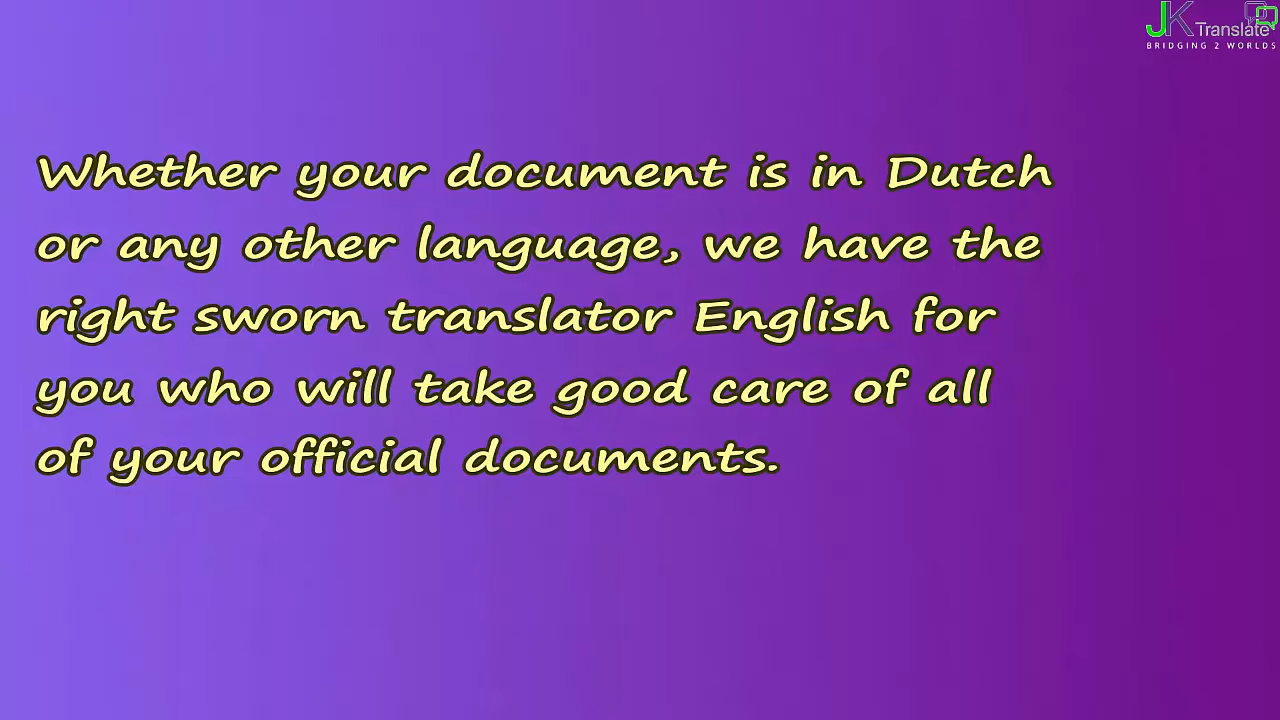 JK Translate
BRIDGING 2 WORLDS
Whether your document is in Dutch
or any other language, we have the
right sworn translator English for
you who will take good care of all
of your official documents.